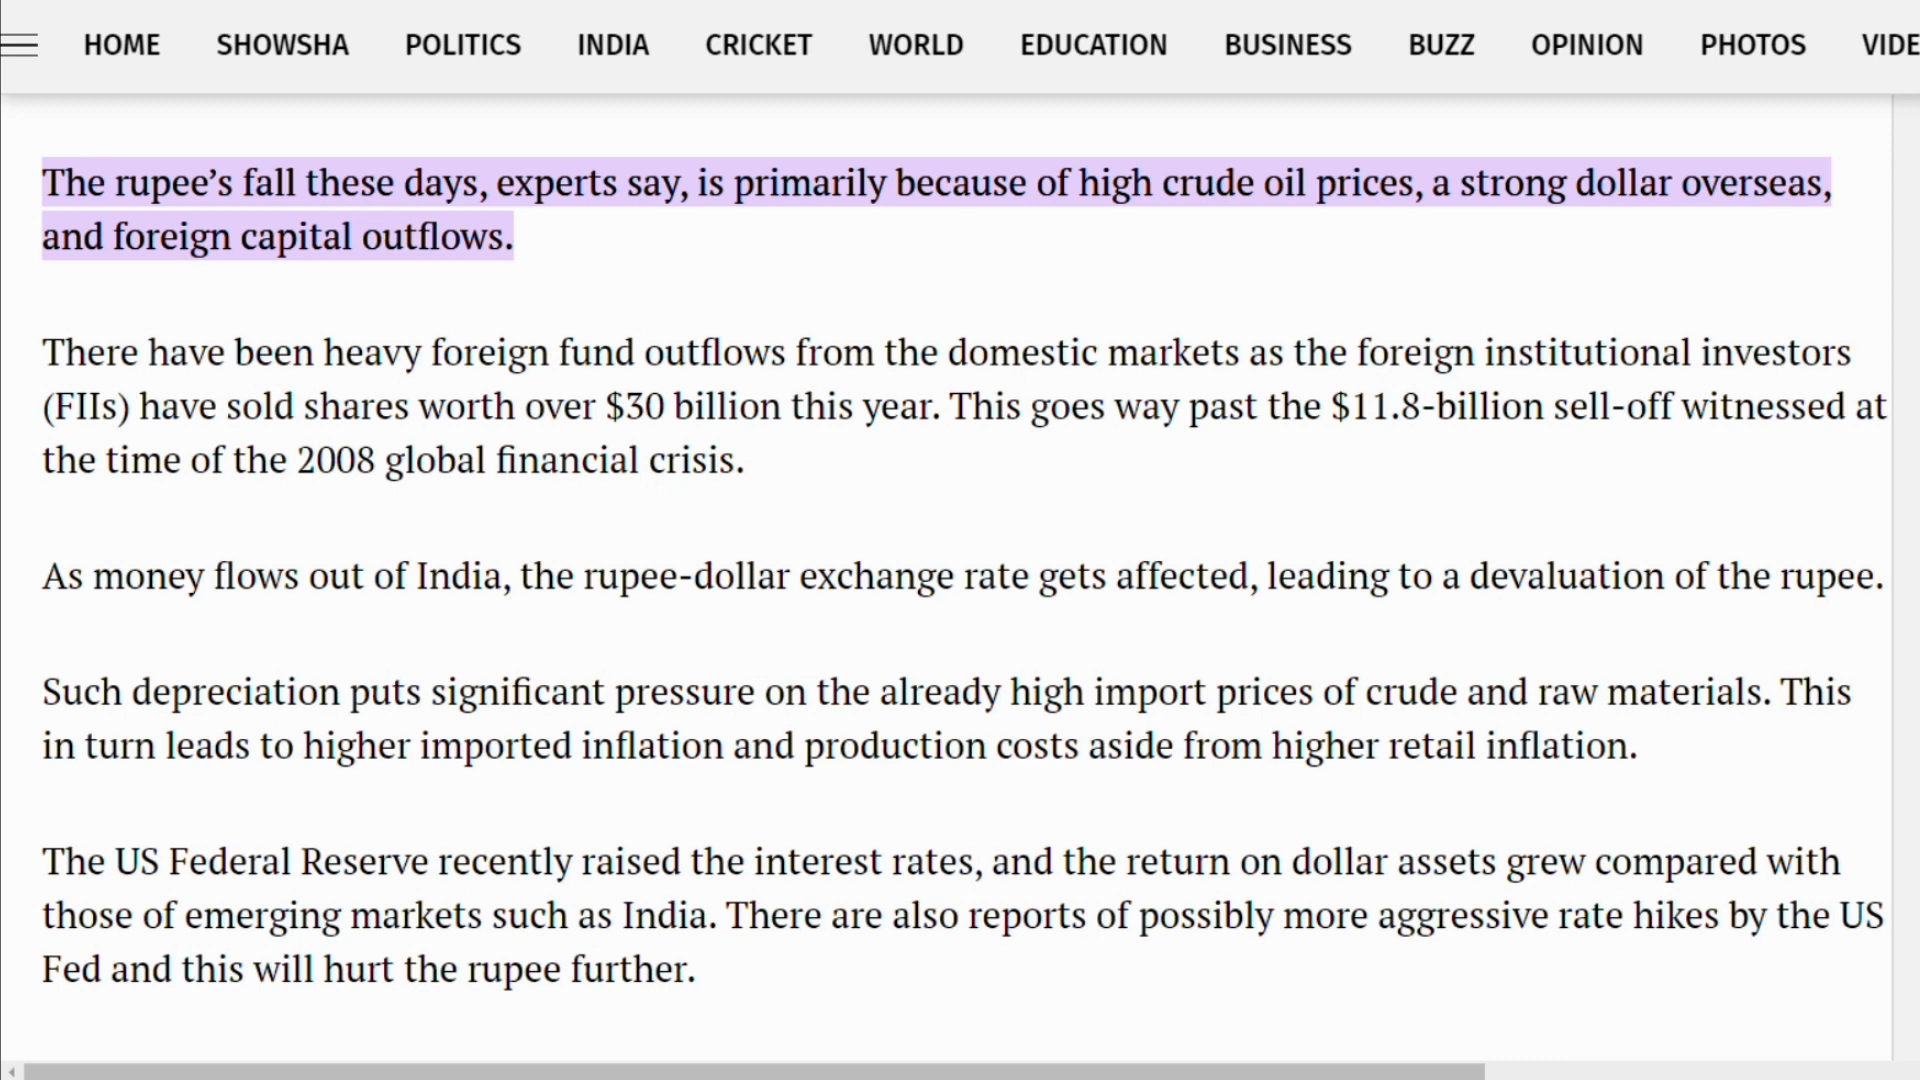 HOME SHOWSHA POLITICS INDIA CRICKET WORLD EDUCATION BUSINESS BUZZ OPINION PHOTOS VIDE
The rupee’s fall these days, experts say, is primarily because of high crude oil prices, a strong dollar overseas,
and foreign capital outflows.
There have been heavy foreign fund outflows from the domestic markets as the foreign institutional investors
(FIIs) have sold shares worth over $30 billion this year. This goes way past the $11.8-billion sell-off witnessed at
the time of the 2008 global financial crisis.
As money flows out of India, the rupee-dollar exchange rate gets affected, leading to a devaluation of the rupee.
Such depreciation puts significant pressure on the already high import prices of crude and raw materials. This
in turn leads to higher imported inflation and production costs aside from higher retail inflation.
The US Federal Reserve recently raised the interest rates, and the return on dollar assets grew compared with
those of emerging markets such as India. There are also reports of possibly more aggressive rate hikes by the US
Fed and this will hurt the rupee further.